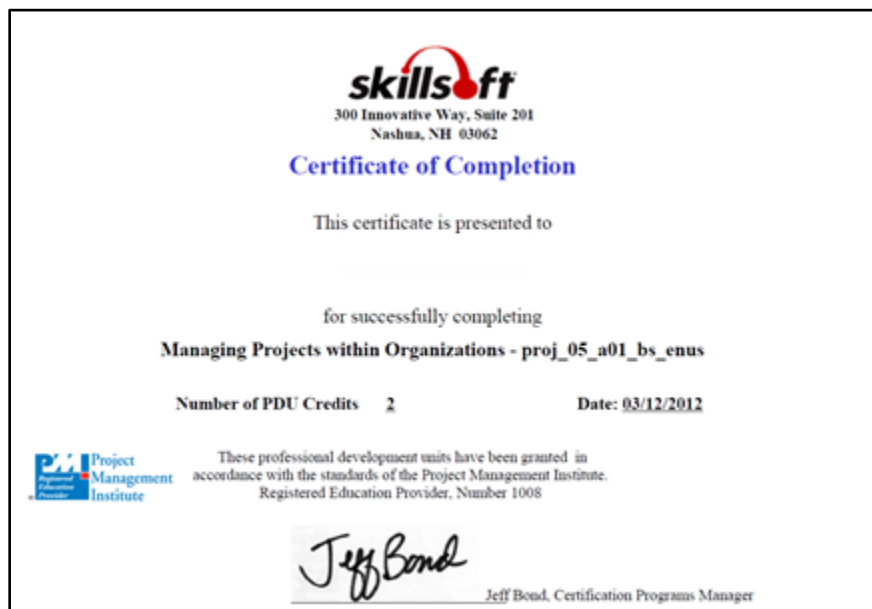 skillsoft
300 Innovative Way, Suite 201
Nashua, NH 03062
Certificate of Completion
This certificate is presented to
for successfully completing
Managing Projects within Organizations - proj_05_a01_bs_enus
Number of PDU Credits 2 Date: 03/12/2012
PMI Project
Registered Management
Education Institute
Provider
These professional development units have been granted in
accordance with the standards of the Project Management Institute.
Registered Education Provider, Number 1008
Jeff Bond
Jeff Bond, Certification Programs Manager